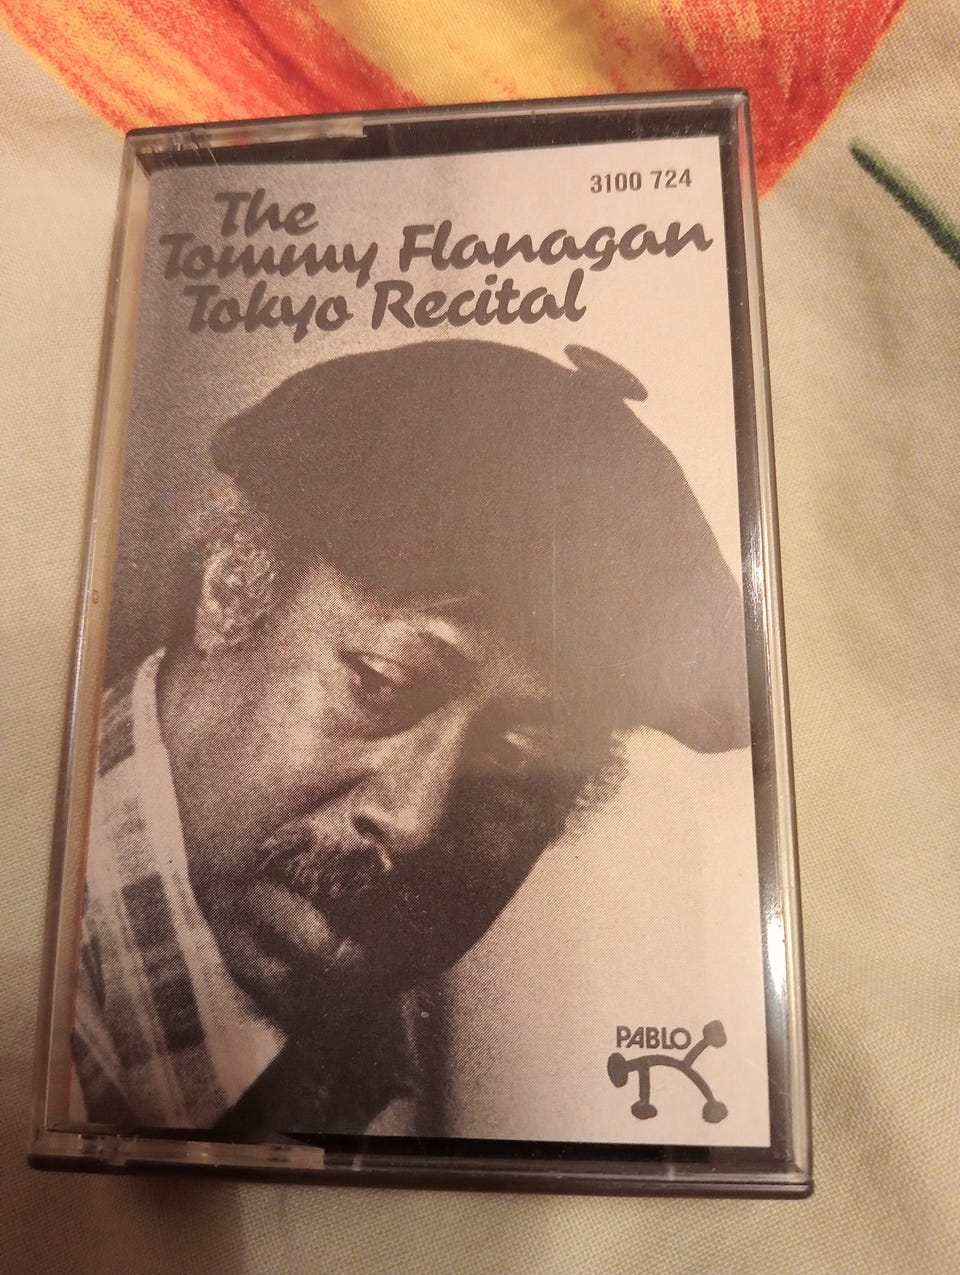 3100 724
The
Tommy Flanagan
Tokyo Recital
PABLO